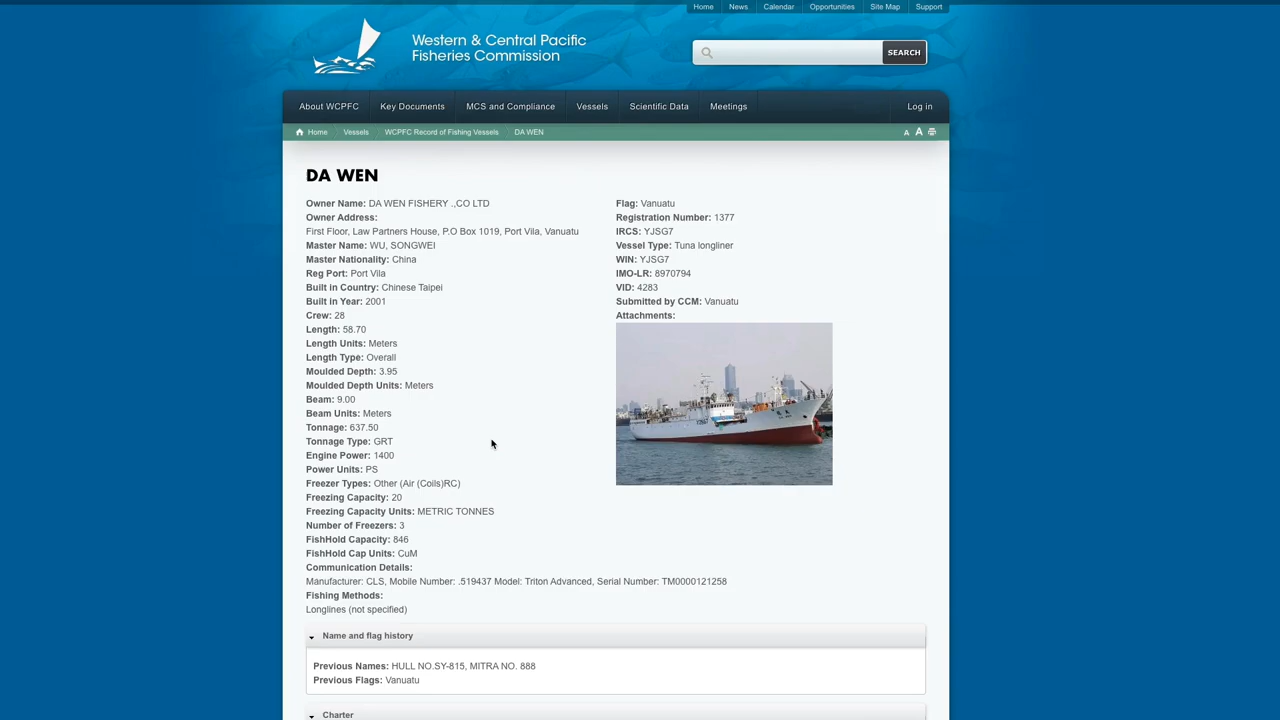 Home News Calendar Opportunities Site Map Support
Western & Central Pacific
Fisheries Commission
SEARCH
About WCPFC Key Documents MCS and Compliance Vessels Scientific Data Meetings Log in
Home Vessels WCPFC Record of Fishing Vessels DA WEN A A
DA WEN
Owner Name: DA WEN FISHERY .,CO LTD
Owner Address:
First Floor, Law Partners House, P.O Box 1019, Port Vila, Vanuatu
Master Name: WU, SONGWEI
Master Nationality: China
Reg Port: Port Vila
Built in Country: Chinese Taipei
Built in Year: 2001
Crew: 28
Length: 58.70
Length Units: Meters
Length Type: Overall
Moulded Depth: 3.95
Moulded Depth Units: Meters
Beam: 9.00
Beam Units: Meters
Tonnage: 637.50
Tonnage Type: GRT
Engine Power: 1400
Power Units: PS
Freezer Types: Other (Air (Coils)RC)
Freezing Capacity: 20
Freezing Capacity Units: METRIC TONNES
Number of Freezers: 3
FishHold Capacity: 846
FishHold Cap Units: CuM
Communication Details:
Manufacturer: CLS, Mobile Number: .519437 Model: Triton Advanced, Serial Number: TM0000121258
Fishing Methods:
Longlines (not specified)
Flag: Vanuatu
Registration Number: 1377
IRCS: YJSG7
Vessel Type: Tuna longliner
WIN: YJSG7
IMO-LR: 8970794
VID: 4283
Submitted by CCM: Vanuatu
Attachments:
Name and flag history
Previous Names: HULL NO.SY-815, MITRA NO. 888
Previous Flags: Vanuatu
Charter